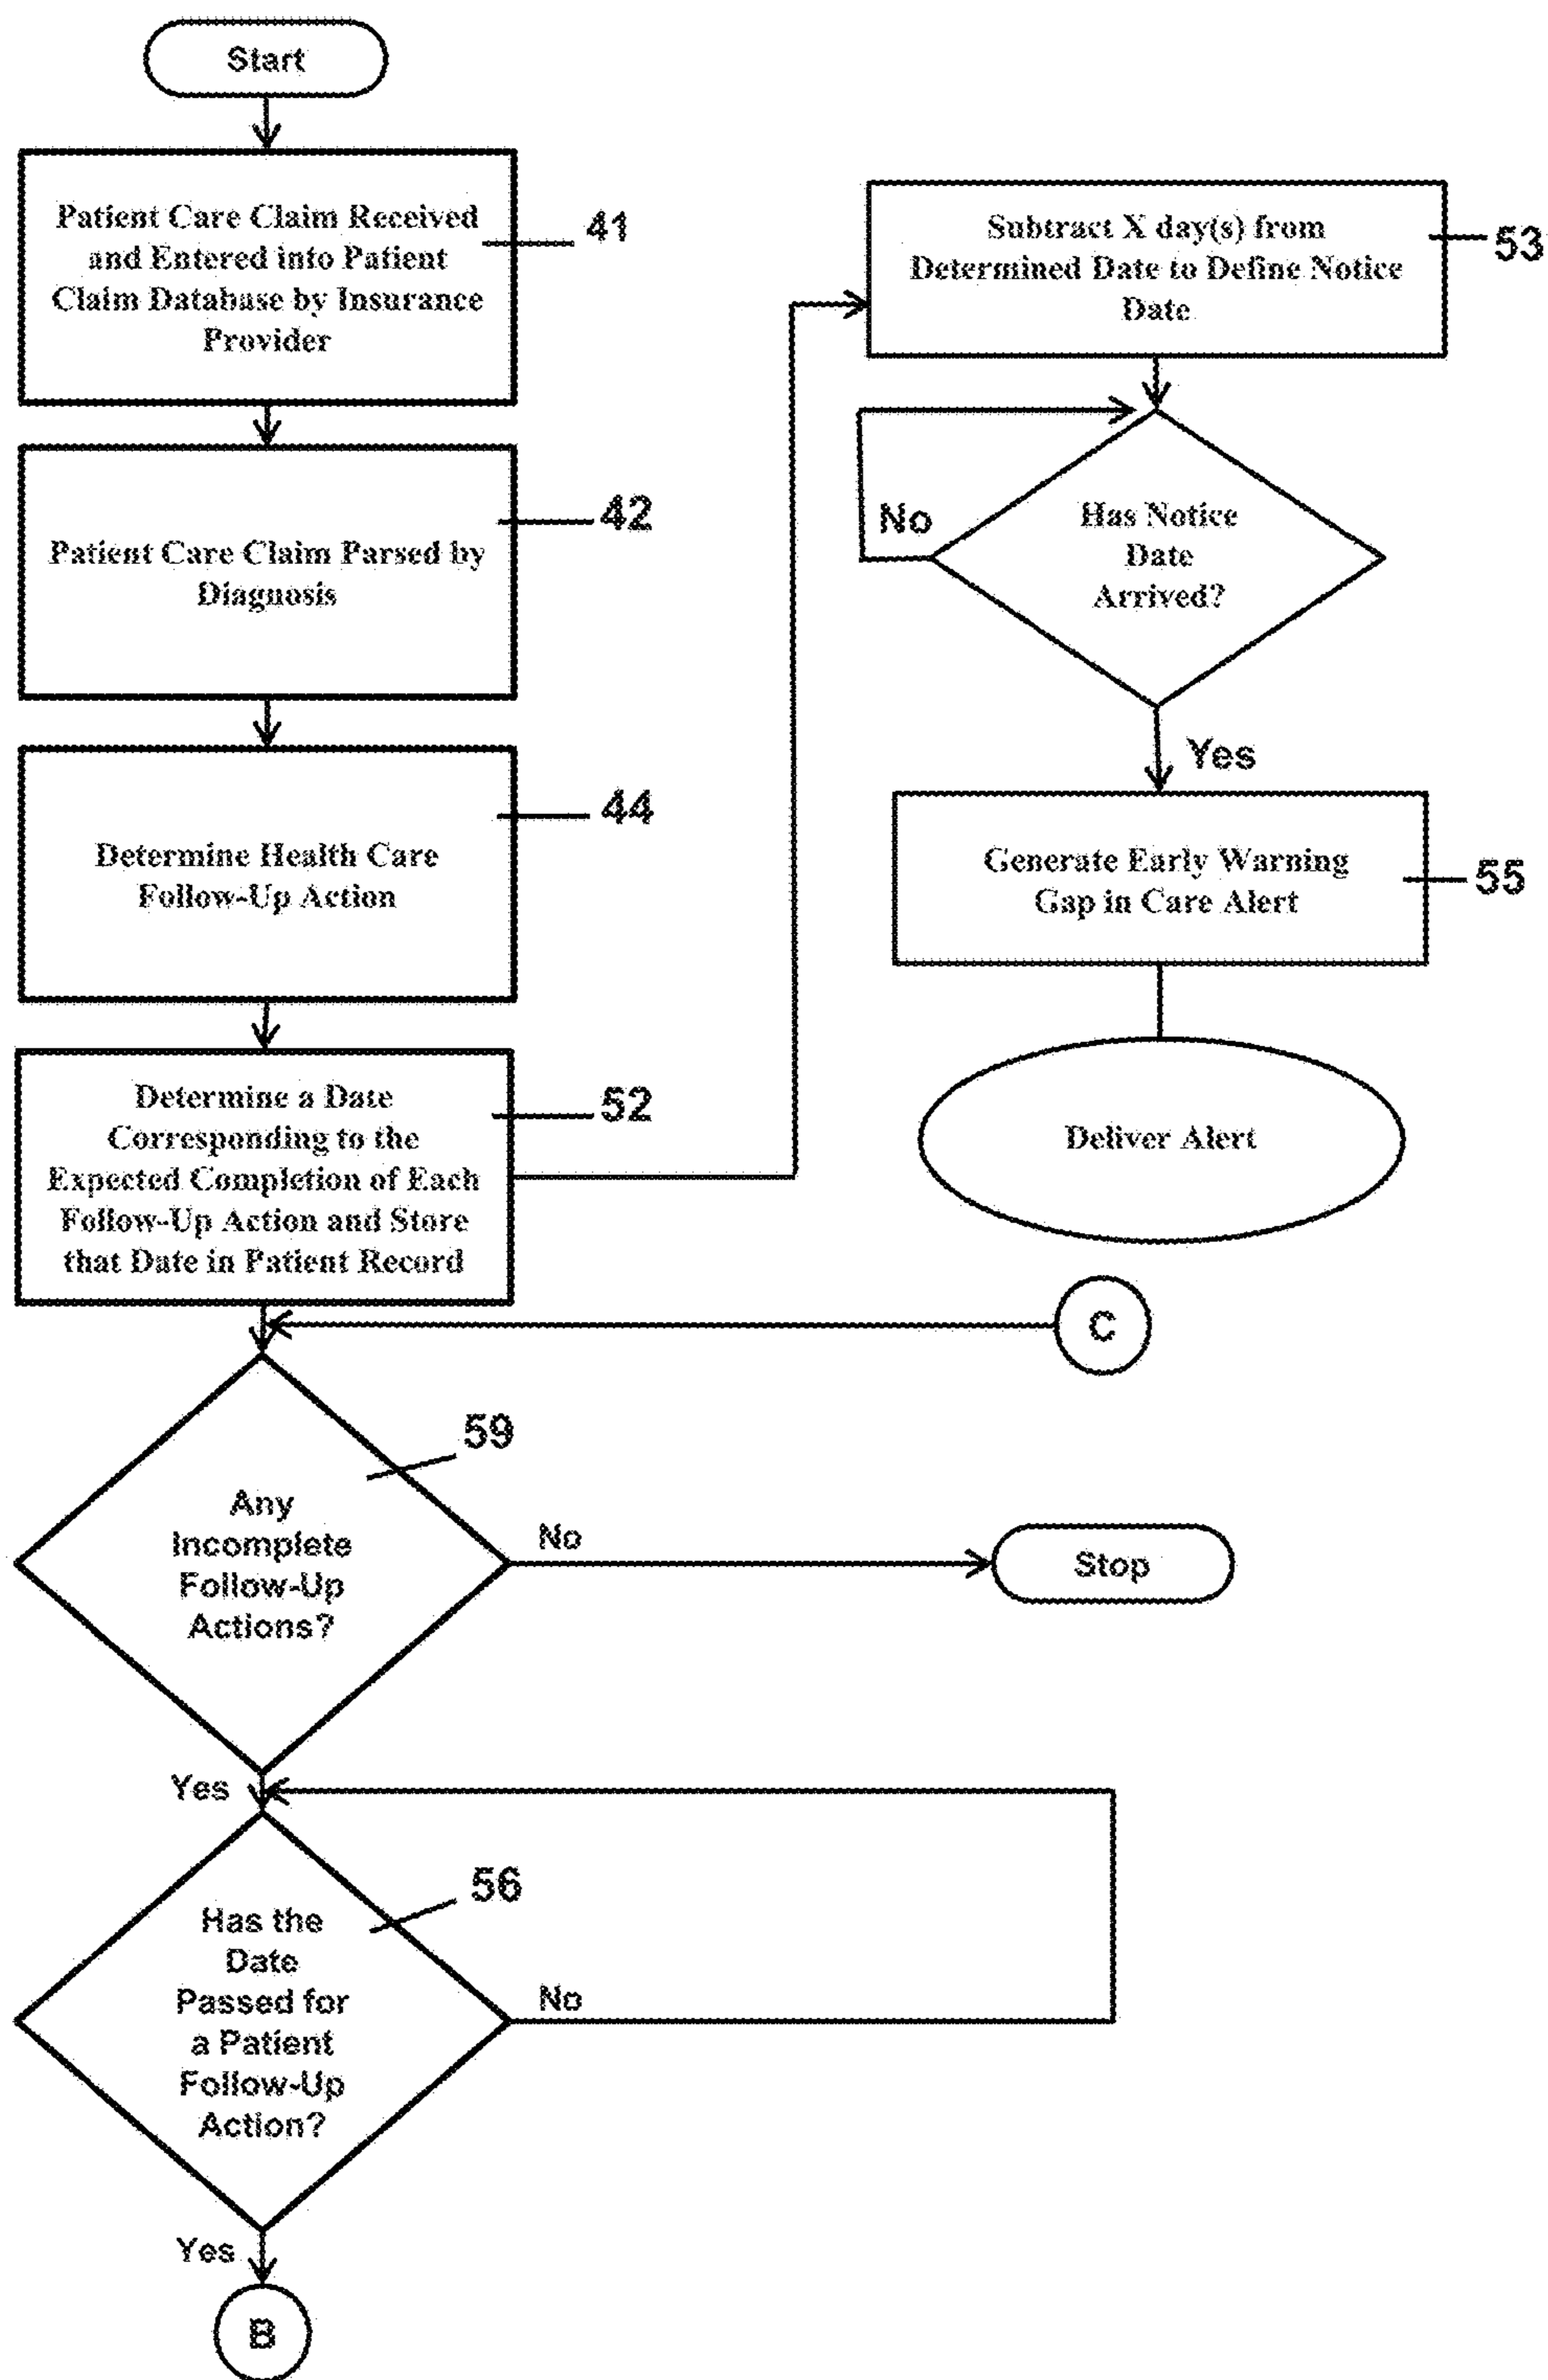 Start
Patient Care Claim Received
and Entered into Patient
Claim Database by Insurance
Provider
41
Patient Care Claim Parsed by
Diagnosis
42
Determine Health Care
Follow-Up Action
44
Determine a Date
Corresponding to the
Expected Completion of Each
Follow-Up Action and Store
that Date in Patient Record
52
Subtract X day(s) from
Determined Date to Define Notice
Date
53
Has Notice
Date
Arrived?
No
Yes
Generate Early Warning
Gap in Care Alert
55
Deliver Alert
C
Any
Incomplete
Follow-Up
Actions?
59
No
Stop
Yes
Has the
Date
Passed for
a Patient
Follow-Up
Action?
56
No
Yes
B